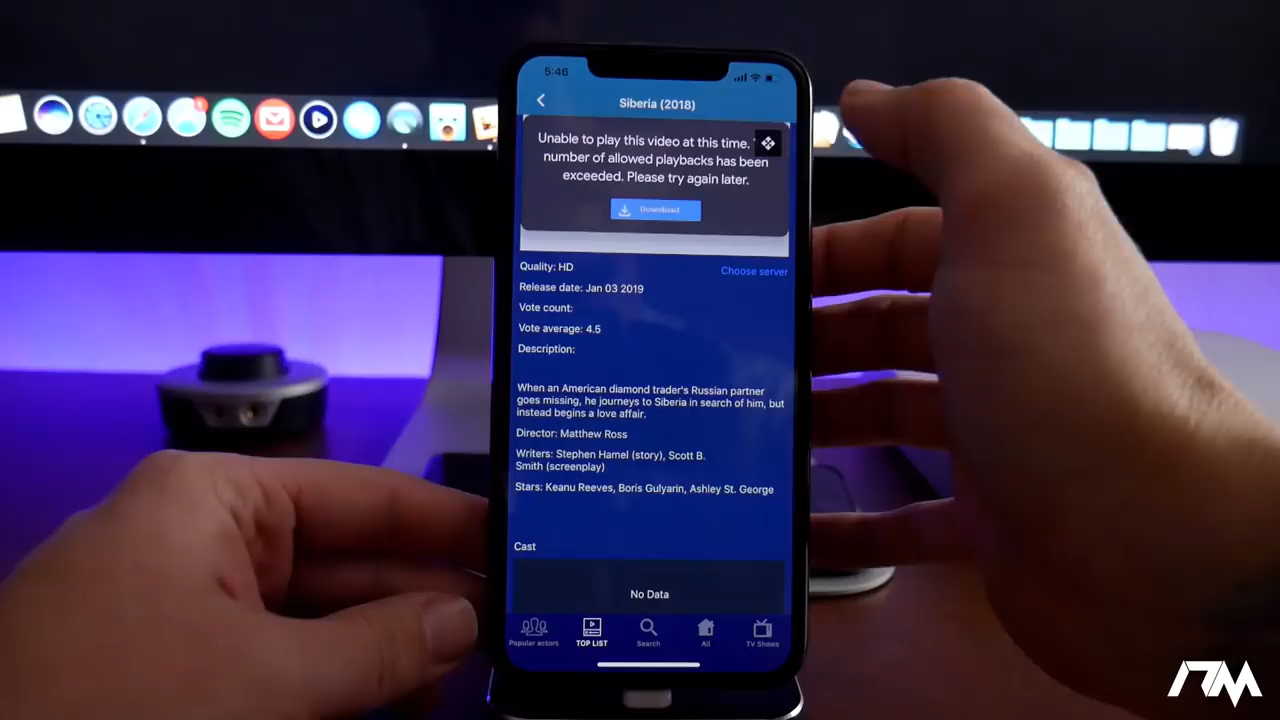 5:46
Siberia (2018)
Unable to play this video at this time.
number of allowed playbacks has been
exceeded. Please try again later.
Download
Quality: HD
Choose server
Release date: Jan 03 2019
Vote count:
Vote average: 4.5
Description:
When an American diamond trader's Russian partner
goes missing, he journeys to Siberia in search of him, but
instead begins a love affair.
Director: Matthew Ross
Writers: Stephen Hamel (story), Scott B.
Smith (screenplay)
Stars: Keanu Reeves, Boris Gulyarin, Ashley St. George
Cast
No Data
Popular actors
TOP LIST
Search
All
TV Shaws